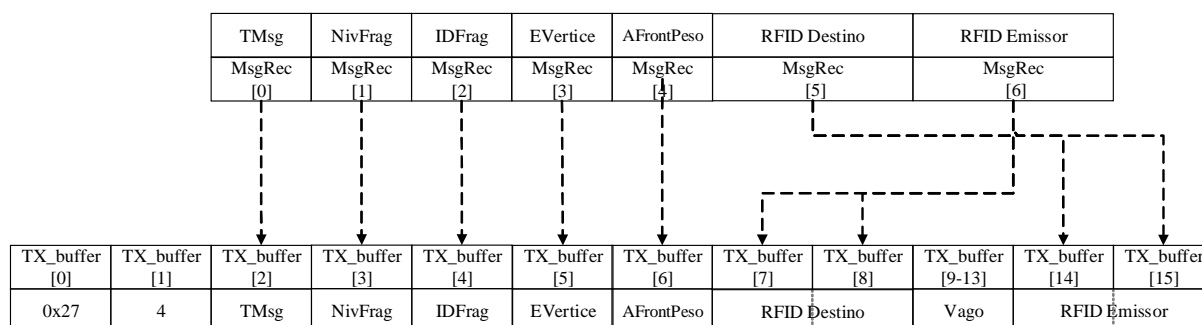 TMsg NivFrag IDFrag EVertice AFrontPeso RFID Destino RFID Emissor
MsgRec MsgRec MsgRec MsgRec MsgRec MsgRec MsgRec
[0] [1] [2] [3] [4] [5] [6]
TX_buffer TX_buffer TX_buffer TX_buffer TX_buffer TX_buffer TX_buffer TX_buffer TX_buffer TX_buffer TX_buffer TX_buffer
[0] [1] [2] [3] [4] [5] [6] [7] [8] [9-13] [14] [15]
0x27 4 TMsg NivFrag IDFrag EVertice AFrontPeso RFID Destino Vago RFID Emissor